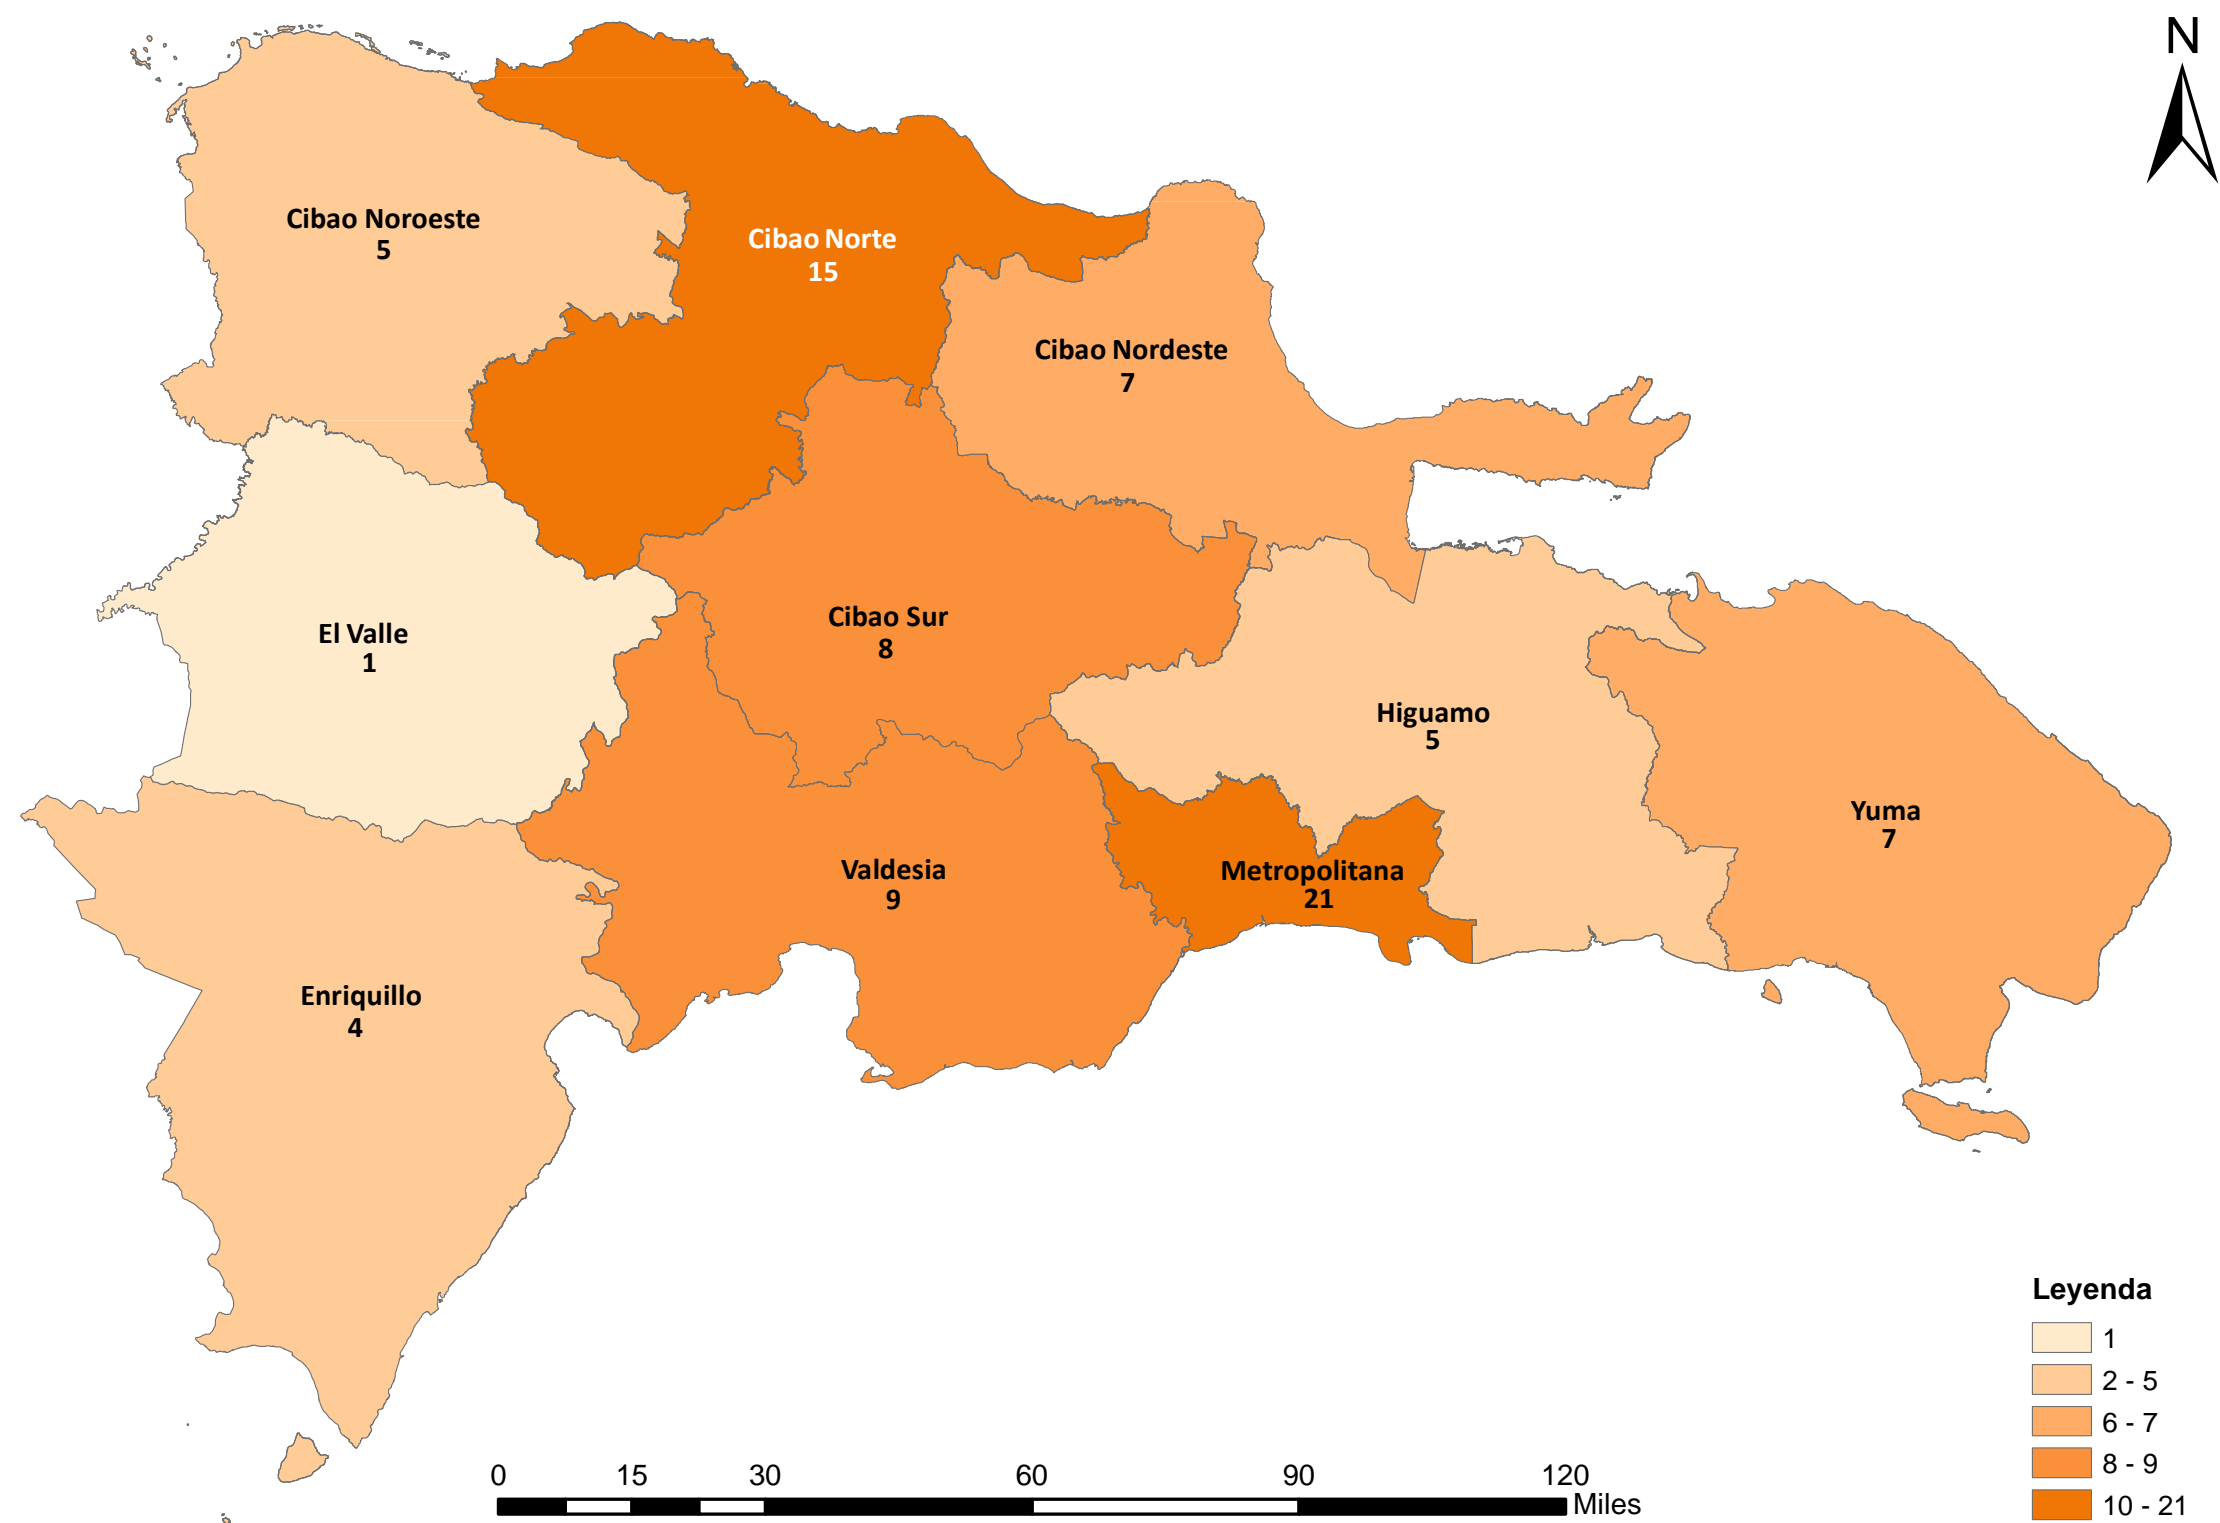 N
Cibao Noroeste
5
Cibao Norte
15
Cibao Nordeste
7
El Valle
1
Cibao Sur
8
Higuamo
5
Yuma
7
Valdesia
9
Metropolitana
21
Enriquillo
4
Leyenda
1
2 - 5
6 - 7
8 - 9
10 - 21
0 15 30 60 90 120
Miles